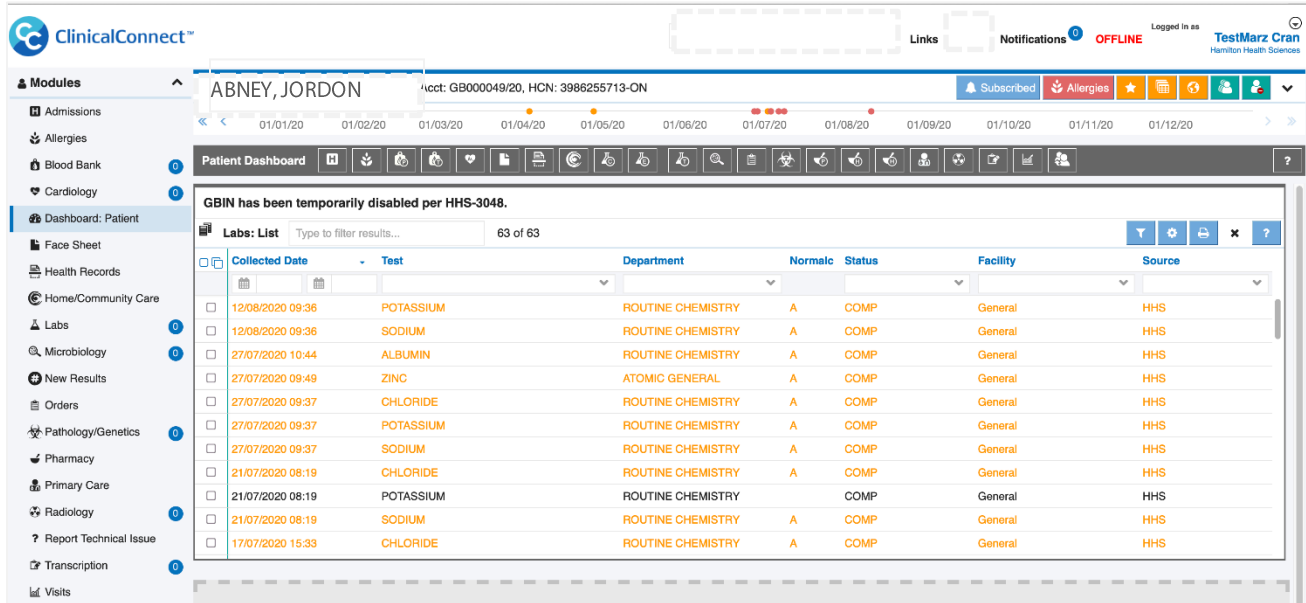 ClinicalConnect™
Links
Notifications 0
OFFLINE
Logged in as
TestMarz Cran
Hamilton Health Sciences
Modules
Admissions
Allergies
Blood Bank 0
Cardiology 0
Dashboard: Patient
Face Sheet
Health Records
Home/Community Care
Labs 0
Microbiology 0
New Results
Orders
Pathology/Genetics 0
Pharmacy
Primary Care
Radiology 0
Report Technical Issue
Transcription 0
Visits
ABNEY, JORDON
Acct: GB000049/20, HCN: 3986255713-ON
Subscribed
Allergies
01/01/20 01/02/20 01/03/20 01/04/20 01/05/20 01/06/20 01/07/20 01/08/20 01/09/20 01/10/20 01/11/20 01/12/20
Patient Dashboard ?
GBIN has been temporarily disabled per HHS-3048.
Labs: List Type to filter results... 63 of 63 ?
Collected Date Test Department Normalc Status Facility Source
12/08/2020 09:36 POTASSIUM ROUTINE CHEMISTRY A COMP General HHS
12/08/2020 09:36 SODIUM ROUTINE CHEMISTRY A COMP General HHS
27/07/2020 10:44 ALBUMIN ROUTINE CHEMISTRY A COMP General HHS
27/07/2020 09:49 ZINC ATOMIC GENERAL A COMP General HHS
27/07/2020 09:37 CHLORIDE ROUTINE CHEMISTRY A COMP General HHS
27/07/2020 09:37 POTASSIUM ROUTINE CHEMISTRY A COMP General HHS
27/07/2020 09:37 SODIUM ROUTINE CHEMISTRY A COMP General HHS
21/07/2020 08:19 CHLORIDE ROUTINE CHEMISTRY A COMP General HHS
21/07/2020 08:19 POTASSIUM ROUTINE CHEMISTRY COMP General HHS
21/07/2020 08:19 SODIUM ROUTINE CHEMISTRY A COMP General HHS
17/07/2020 15:33 CHLORIDE ROUTINE CHEMISTRY A COMP General HHS